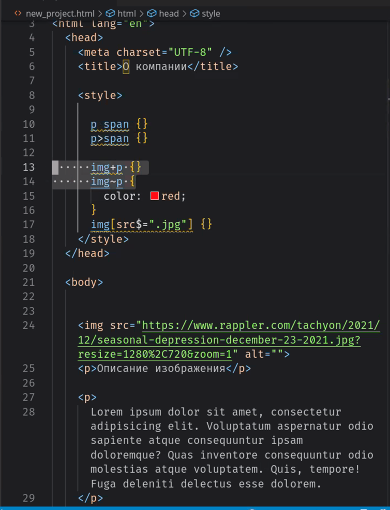 new_project.html > html > head > style
3 <html lang="en">
4 <head>
5 <meta charset="UTF-8" />
6 <title>О компании</title>
7
8 <style>
9
10 p span {}
11 p>span {}
12
13 img+p {}
14 img~p {
15 color: red;
16 }
17 img[src$=".jpg"] {}
18 </style>
19 </head>
20
21 <body>
22
23
24 <img src="https://www.rappler.com/tachyon/2021/
12/seasonal-depression-december-23-2021.jpg?
resize=1280%2C720&zoom=1" alt="">
25 <p>Описание изображения</p>
26
27 <p>
28 Lorem ipsum dolor sit amet, consectetur
adipisicing elit. Voluptatum aspernatur odio
sapiente atque consequuntur ipsam
doloremque? Quas inventore consequuntur odio
molestias atque voluptatem. Quis, tempore!
Fuga deleniti delectus esse dolorem.
29 </p>